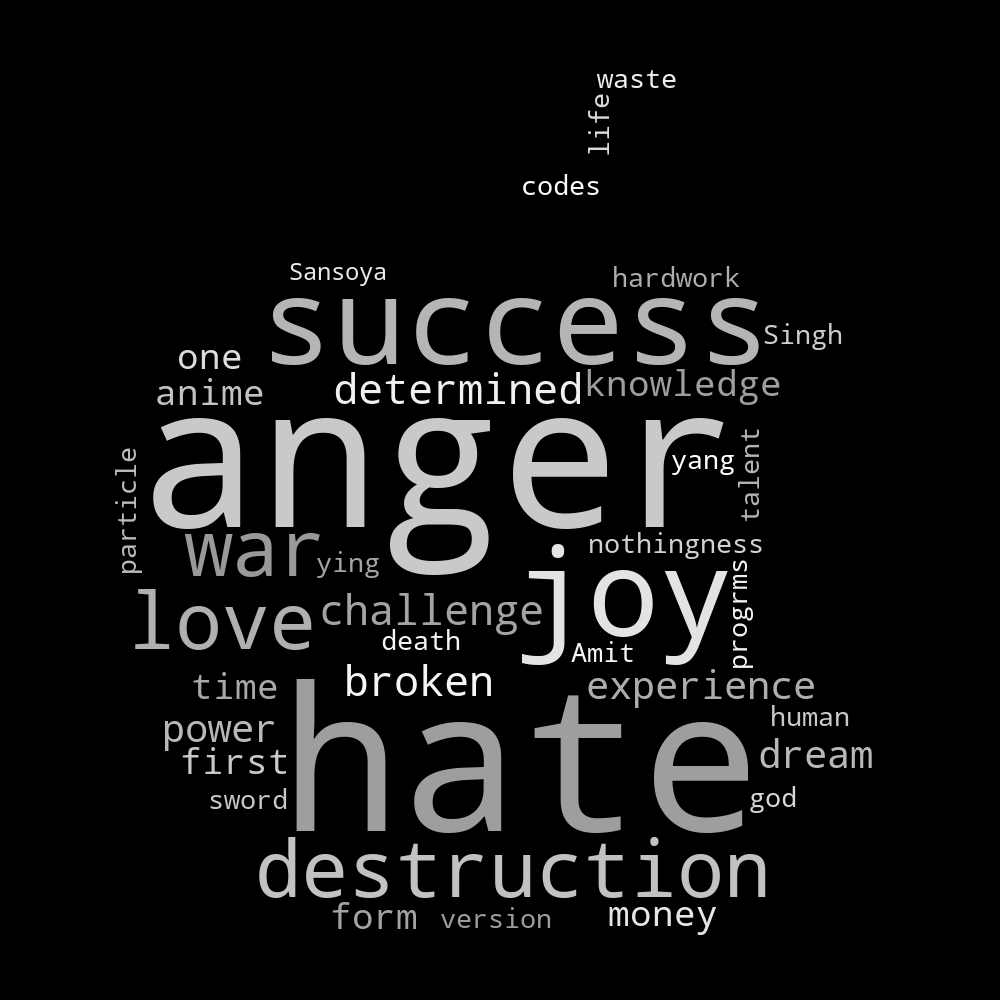 waste
life
codes
Sansoya
hardwork
success
Singh
one
determined
knowledge
anime
anger
yang
talent
particle
war
ying
nothingness
joy
progrms
love
challenge
death
Amit
broken
time
experience
hate
power
human
first
dream
sword
god
destruction
form
version
money